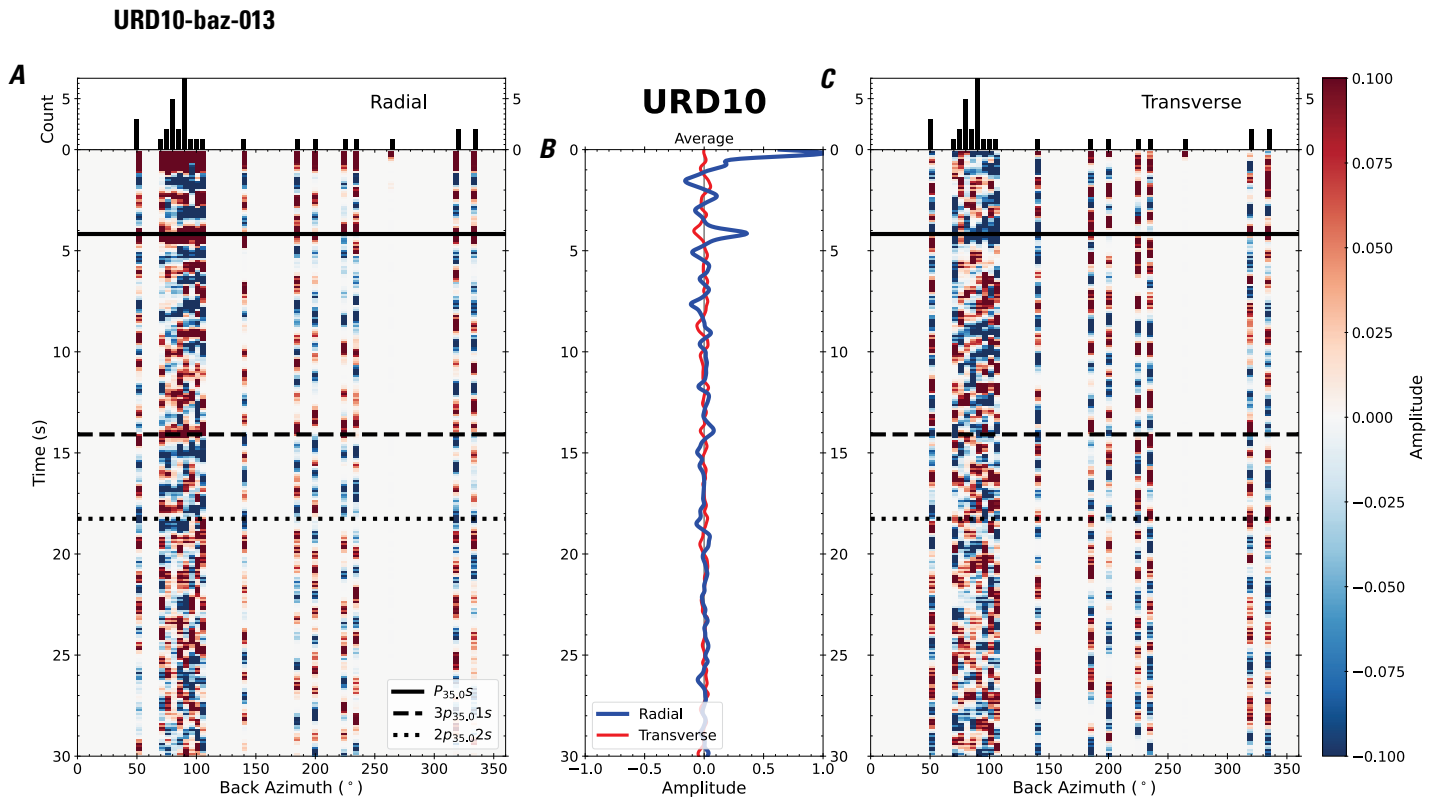 URD10-baz-013
A
Count
5
0
Radial
5
0
Time (s)
0
5
10
15
20
25
30
P35.0s
3p35.01s
2p35.02s
0 50 100 150 200 250 300 350
Back Azimuth (°)
URD10
Average
B
0
5
10
15
20
25
30
Radial
Transverse
−1.0 −0.5 0.0 0.5 1.0
Amplitude
C
5
0
Transverse
5
0
0
5
10
15
20
25
30
0 50 100 150 200 250 300 350
Back Azimuth (°)
0.100
0.075
0.050
0.025
0.000
−0.025
−0.050
−0.075
−0.100
Amplitude